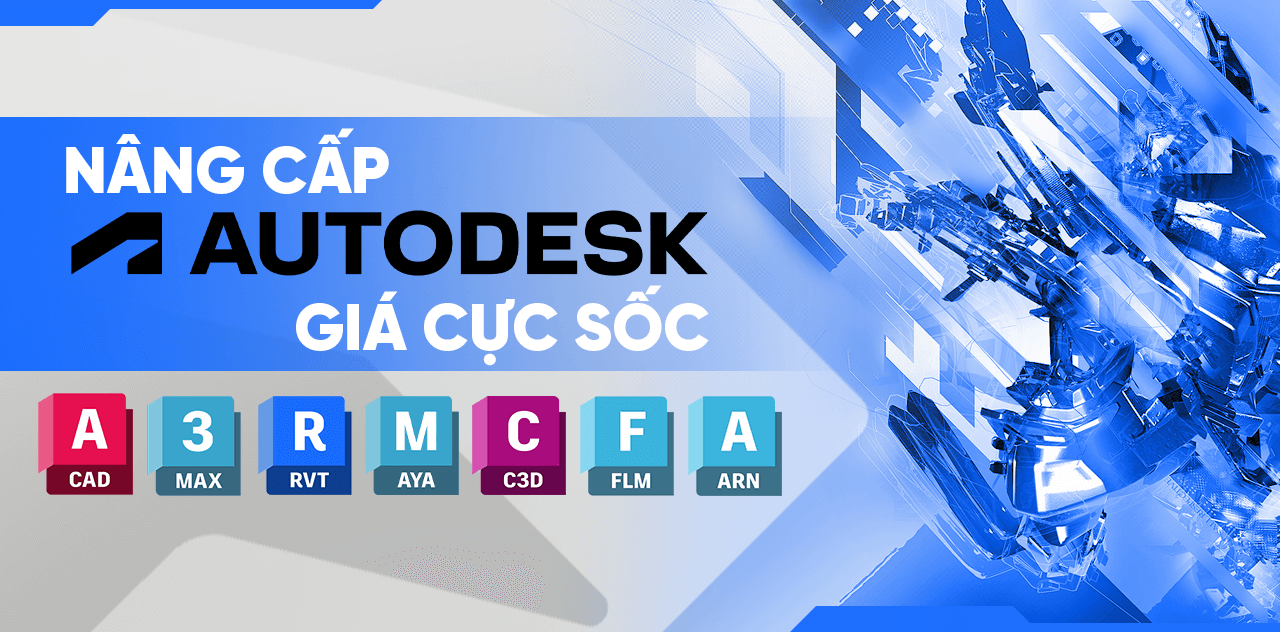 NÂNG CẤP
AUTODESK
GIÁ CỰC SỐC
A 3 R M C F A
CAD MAX RVT AYA C3D FLM ARN